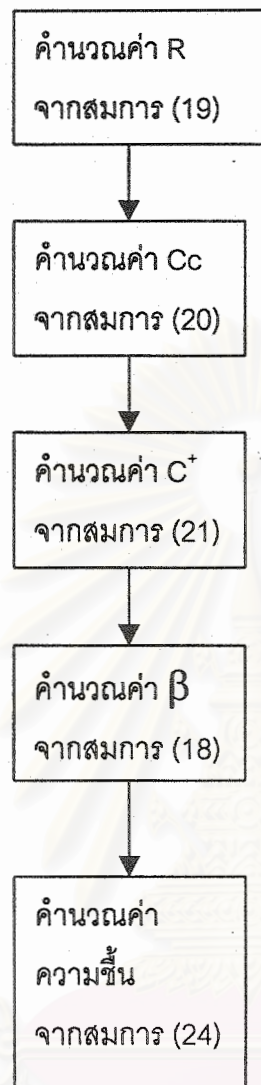 คำนวณค่า R
จากสมการ (19)
คำนวณค่า Cc
จากสมการ (20)
คำนวณค่า C⁺
จากสมการ (21)
คำนวณค่า β
จากสมการ (18)
คำนวณค่า
ความชื้น
จากสมการ (24)